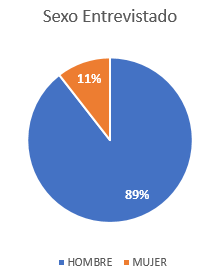 Sexo Entrevistado
11%
89%
HOMBRE MUJER